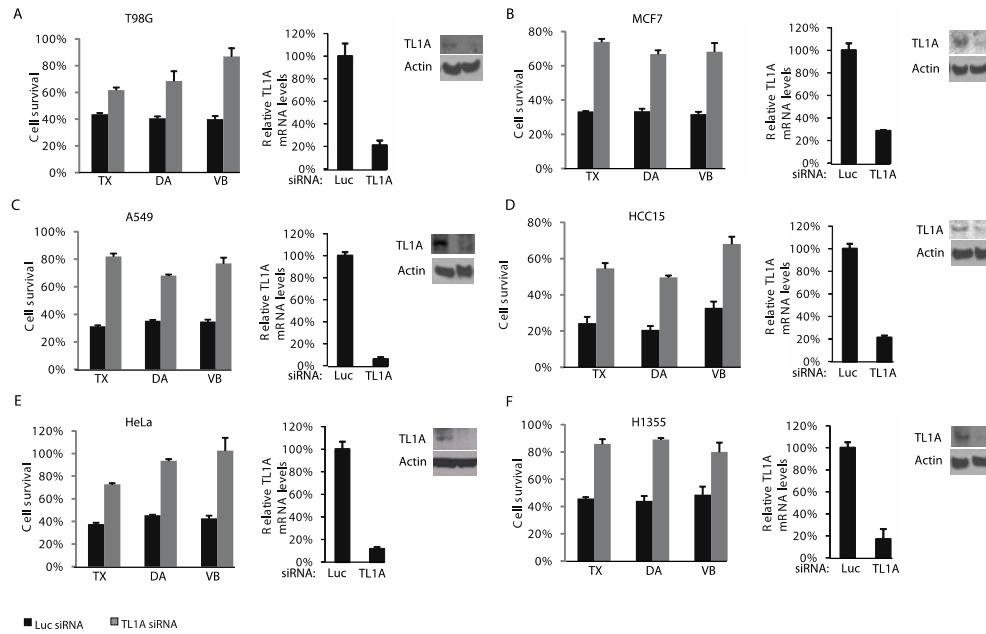 A
T98G
Cell survival
100%
80%
60%
40%
20%
0%
TX DA VB
Relative TL1A
mRNA levels
120%
100%
80%
60%
40%
20%
0%
siRNA: Luc TL1A
TL1A
Actin
B
MCF7
Cell survival
80%
60%
40%
20%
0%
TX DA VB
Relative TL1A
mRNA levels
120%
100%
80%
60%
40%
20%
0%
siRNA: Luc TL1A
TL1A
Actin
C
A549
Cell survival
100%
80%
60%
40%
20%
0%
TX DA VB
Relative TL1A
mRNA levels
120%
100%
80%
60%
40%
20%
0%
siRNA: Luc TL1A
TL1A
Actin
D
HCC15
Cell survival
80%
60%
40%
20%
0%
TX DA VB
Relative TL1A
mRNA levels
120%
100%
80%
60%
40%
20%
0%
siRNA: Luc TL1A
TL1A
Actin
E
HeLa
Cell survival
120%
100%
80%
60%
40%
20%
0%
TX DA VB
Relative TL1A
mRNA levels
120%
100%
80%
60%
40%
20%
0%
siRNA: Luc TL1A
TL1A
Actin
F
H1355
Cell survival
100%
80%
60%
40%
20%
0%
TX DA VB
Relative TL1A
mRNA levels
120%
100%
80%
60%
40%
20%
0%
siRNA: Luc TL1A
TL1A
Actin
Luc siRNA TL1A siRNA